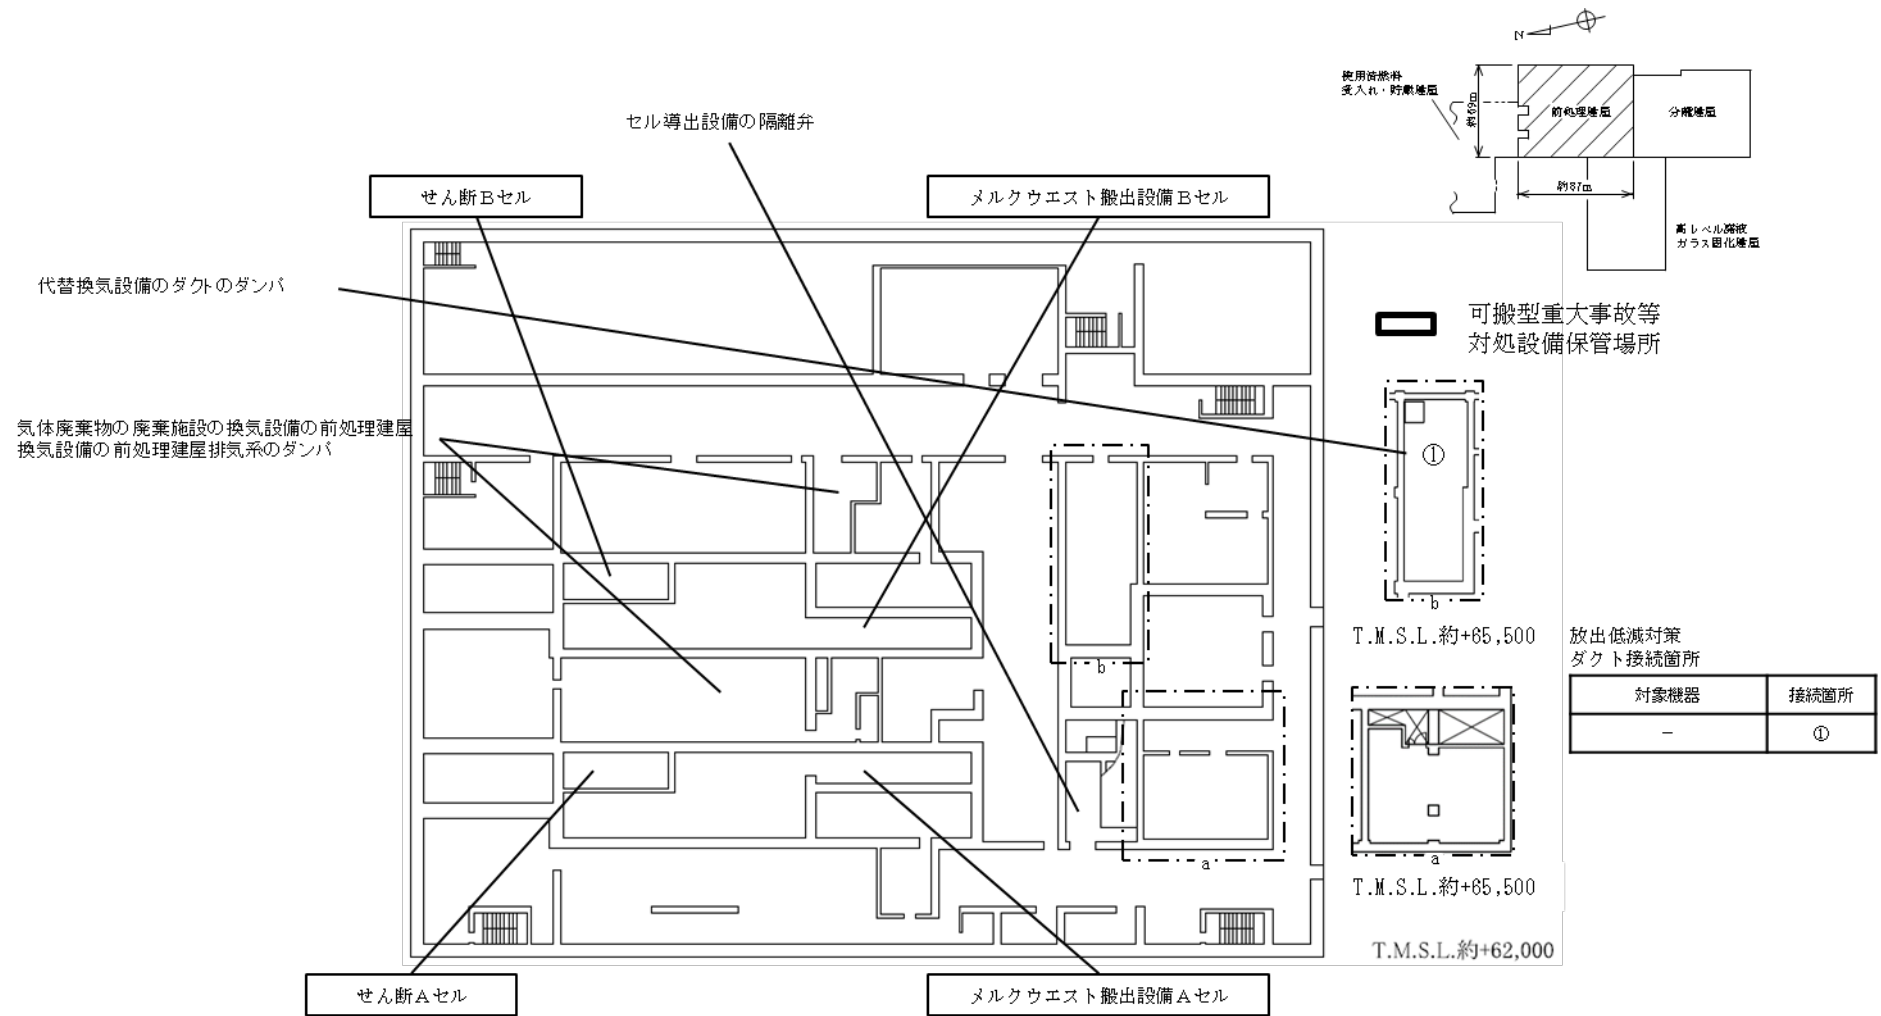 N
使用済燃料
受入れ・貯蔵建屋
約69m
前処理建屋
分離建屋
約87m
高レベル廃液
ガラス固化建屋
セル導出設備の隔離弁
せん断Bセル
メルクウエスト搬出設備Bセル
代替換気設備のダクトのダンパ
可搬型重大事故等
対処設備保管場所
気体廃棄物の廃棄施設の換気設備の前処理建屋
換気設備の前処理建屋排気系のダンパ
①
b
T.M.S.L.約+65,500
放出低減対策
ダクト接続箇所
対象機器 接続箇所
－ ①
b
a
a
T.M.S.L.約+65,500
T.M.S.L.約+62,000
せん断Aセル
メルクウエスト搬出設備Aセル